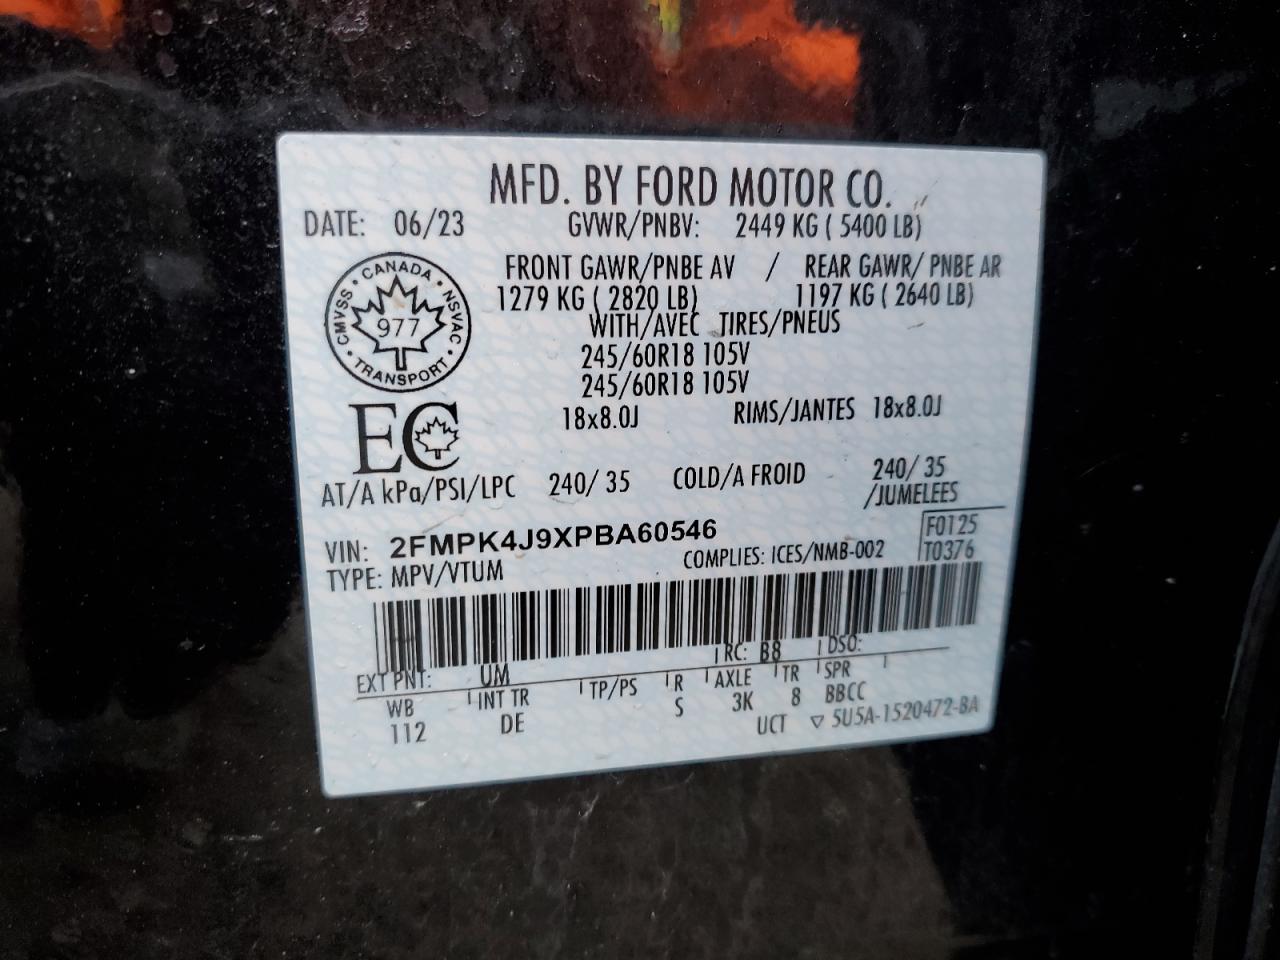 MFD. BY FORD MOTOR CO.
DATE: 06/23 GVWR/PNBV: 2449 KG ( 5400 LB)
FRONT GAWR/PNBE AV / REAR GAWR/ PNBE AR
1279 KG ( 2820 LB) 1197 KG ( 2640 LB)
WITH/AVEC TIRES/PNEUS
245/60R18 105V
245/60R18 105V
18x8.0J RIMS/JANTES 18x8.0J
CANADA
CMVSS • NSVAC
977
TRANSPORT
EC
AT/A kPa/PSI/LPC 240/ 35 COLD/A FROID 240/ 35
/JUMELEES
VIN: 2FMPK4J9XPBA60546 F0125
TYPE: MPV/VTUM COMPLIES: ICES/NMB-002 T0376
EXT PNT: UM RC: B8 DSO:
WB INT TR TP/PS R AXLE TR SPR
112 DE S 3K 8 BBCC
UCT ▽ 5U5A-1520472-BA